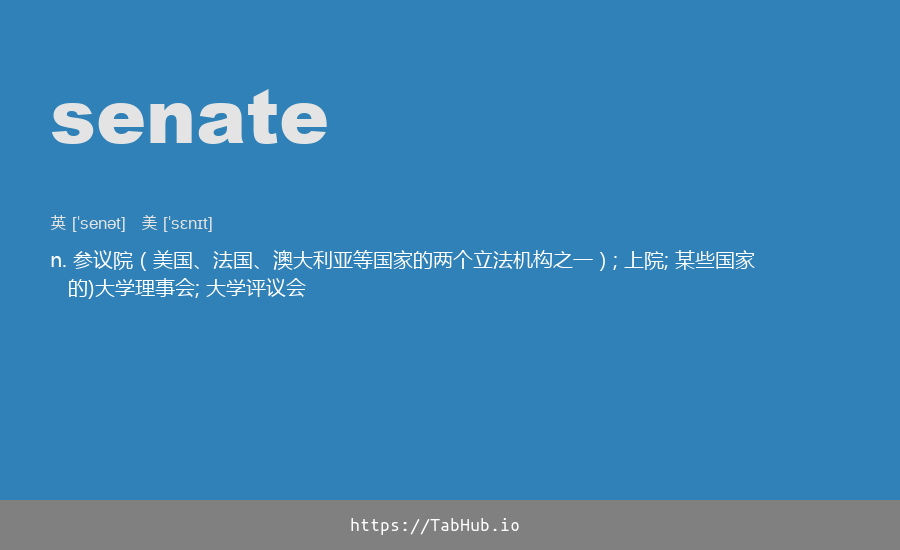 senate
英 [ˈsenət] 美 [ˈsɛnɪt]
n. 参议院（美国、法国、澳大利亚等国家的两个立法机构之一）; 上院; 某些国家
的)大学理事会; 大学评议会
https://TabHub.io